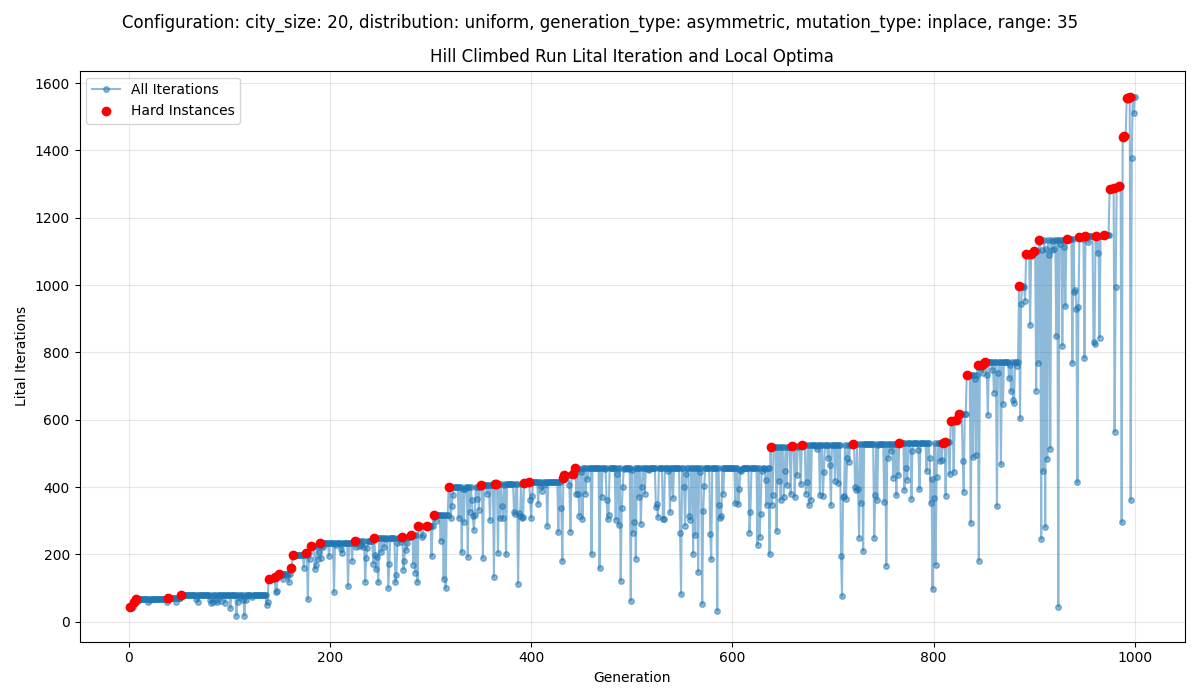 Configuration: city_size: 20, distribution: uniform, generation_type: asymmetric, mutation_type: inplace, range: 35
Hill Climbed Run Lital Iteration and Local Optima
All Iterations
Hard Instances
Lital Iterations
1600
1400
1200
1000
800
600
400
200
0
0 200 400 600 800 1000
Generation